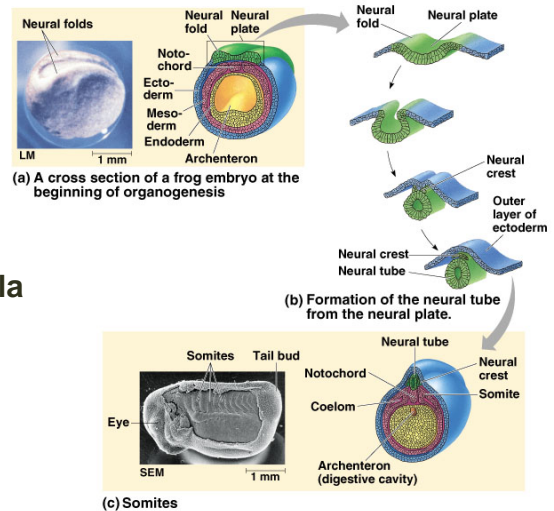 Neural folds
LM
1 mm
Neural
fold
Neural
plate
Noto-
chord
Ecto-
derm
Meso-
derm
Endoderm
Archenteron
(a) A cross section of a frog embryo at the
beginning of organogenesis
Neural
fold
Neural plate
Neural
crest
Outer
layer of
ectoderm
Neural crest
Neural tube
(b) Formation of the neural tube
from the neural plate.
la
Somites
Tail bud
Eye
SEM
1 mm
Neural tube
Notochord
Neural
crest
Somite
Coelom
Archenteron
(digestive cavity)
(c) Somites